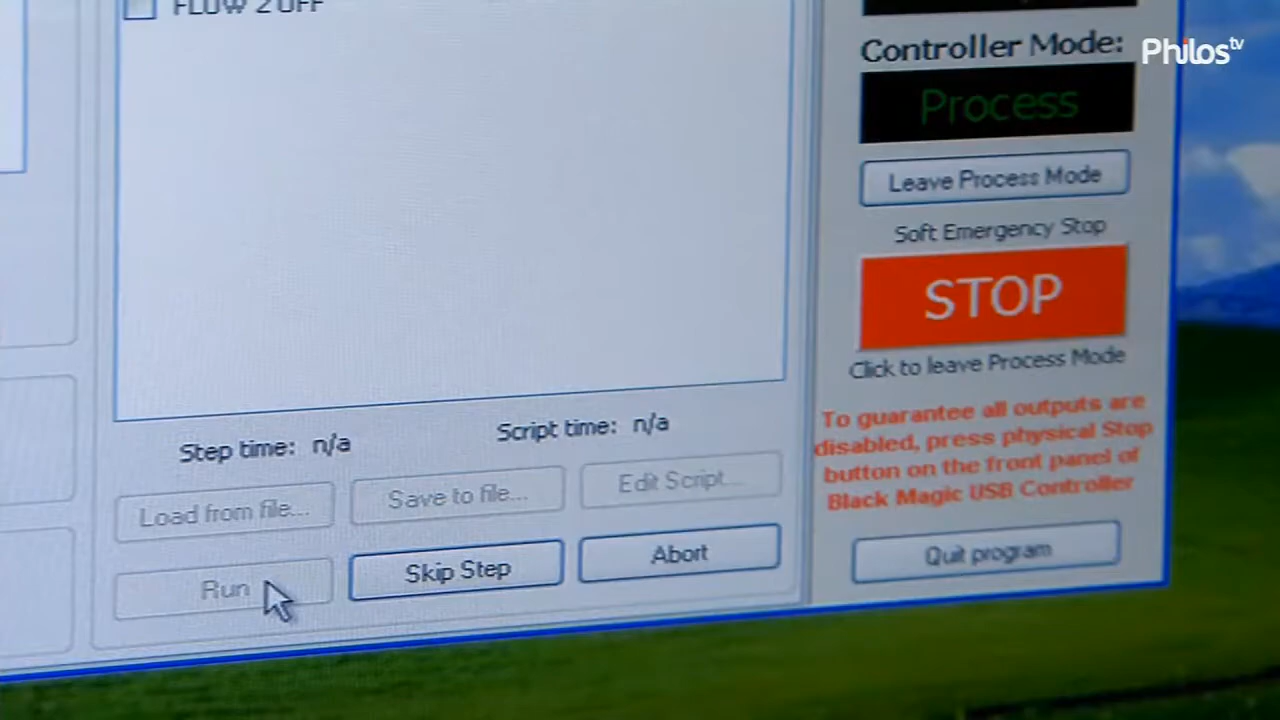 FLOW 2 OFF
Controller Mode:
Philos tv
Process
Leave Process Mode
Soft Emergency Stop
STOP
Click to leave Process Mode
To guarantee all outputs are
disabled, press physical Stop
button on the front panel of
Black Magic USB Controller
Step time: n/a
Script time: n/a
Load from file...
Save to file...
Edit Script...
Run
Skip Step
Abort
Quit program